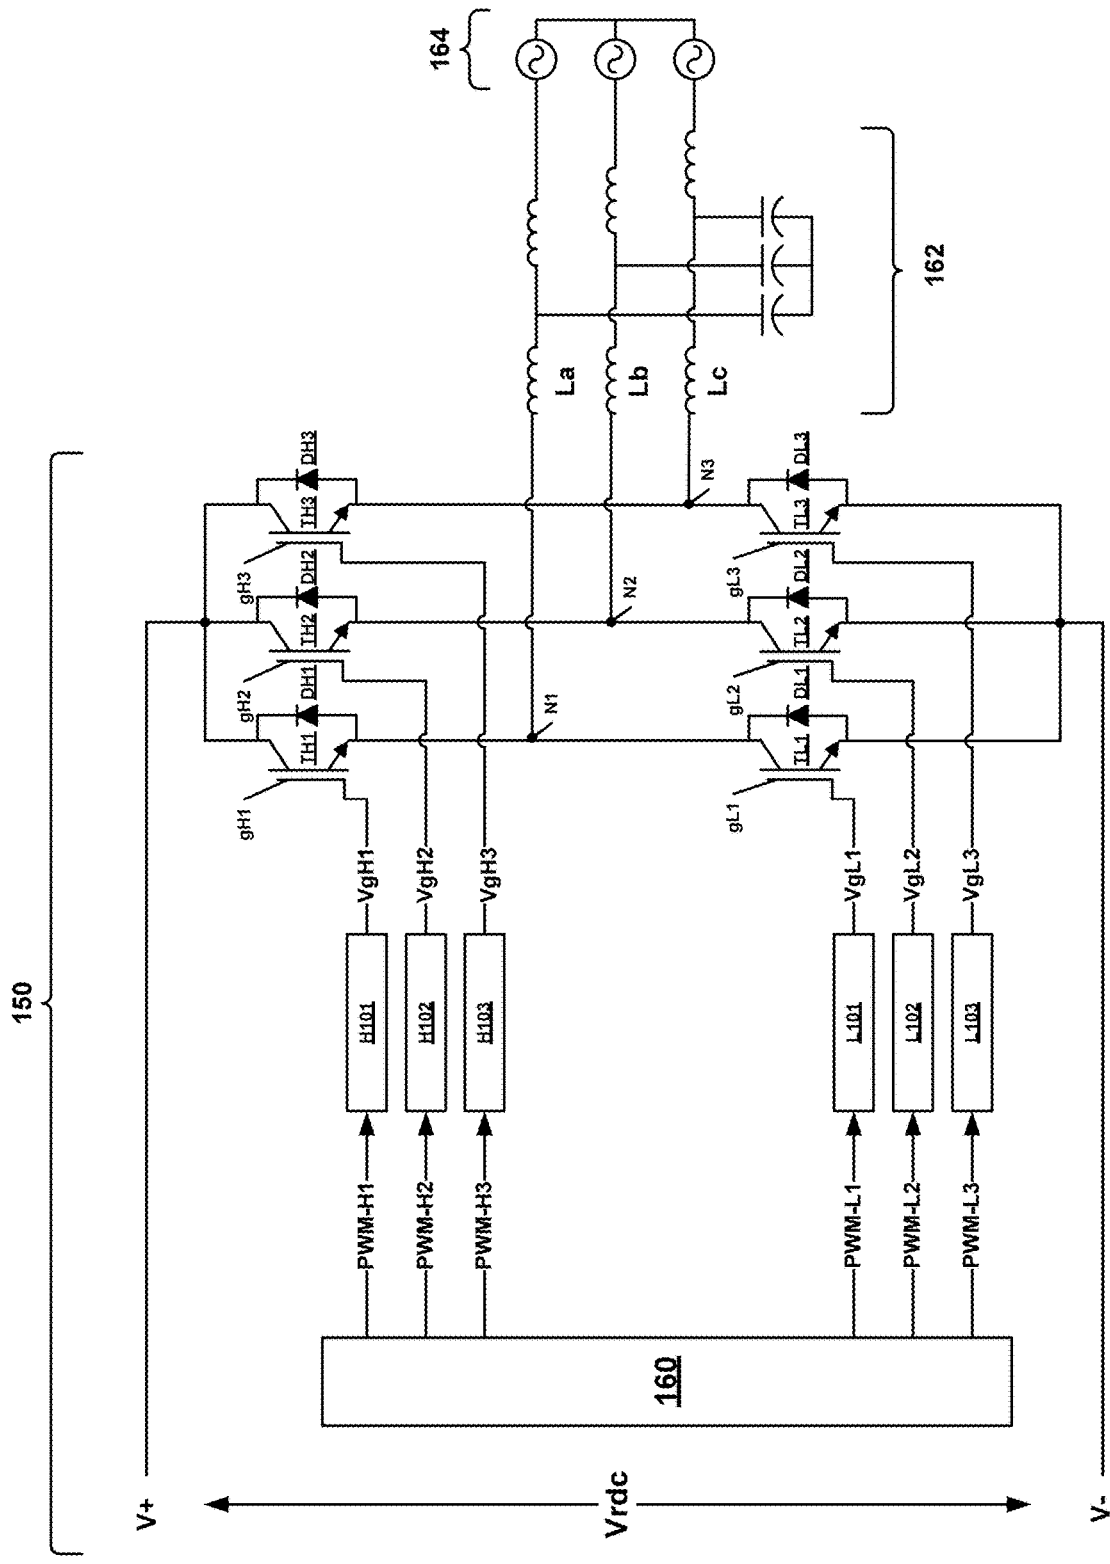 150
V+
Vrdc
V-
160
PWM-H1
PWM-H2
PWM-H3
PWM-L1
PWM-L2
PWM-L3
H101
H102
H103
L101
L102
L103
VgH1
VgH2
VgH3
VgL1
VgL2
VgL3
gH1
TH1
DH1
gH2
TH2
DH2
gH3
TH3
DH3
N1
N2
N3
gL1
TL1
DL1
gL2
TL2
DL2
gL3
TL3
DL3
La
Lb
Lc
162
164